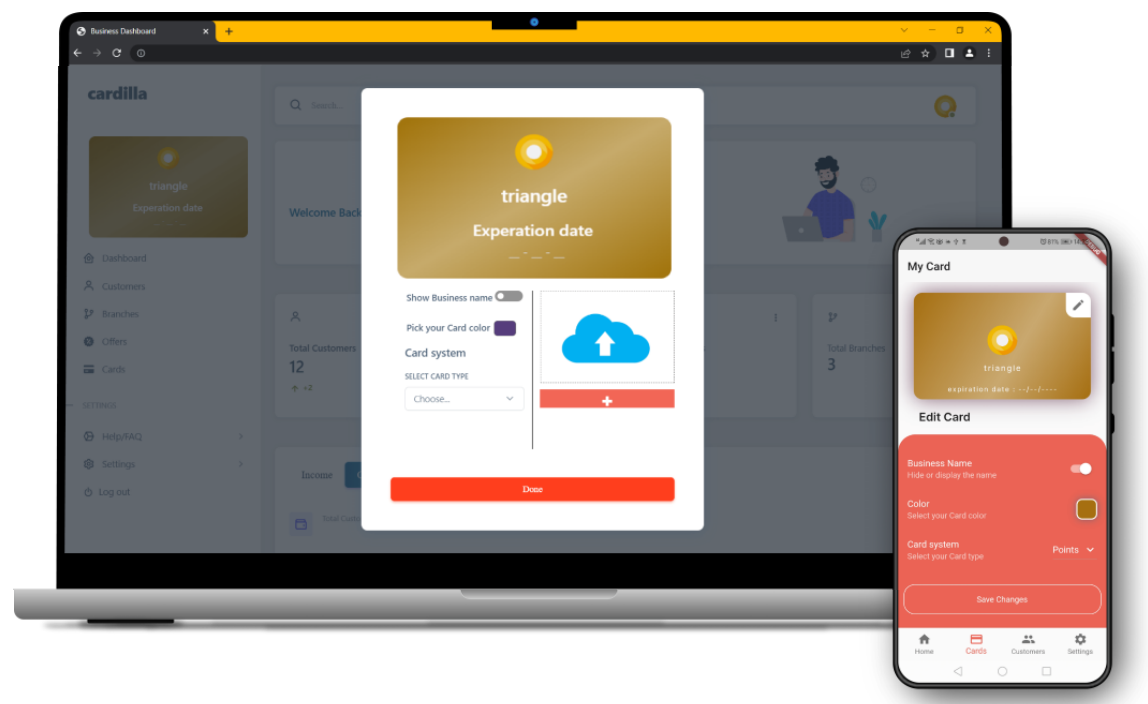 Business Dashboard
cardilla
triangle
Experation date
Dashboard
Customers
Branches
Offers
Cards
SETTINGS
Help/FAQ
Settings
Log out
Search...
Welcome Back
Total Customers
12
+2
Total Branches
3
Income
Total Custo
triangle
Experation date
__-__-__
Show Business name
Pick your Card color
Card system
SELECT CARD TYPE
Choose...
Done
My Card
triangle
expiration date : --/--/----
Edit Card
Business Name
Hide or display the name
Color
Select your Card color
Card system
Select your Card type
Points
Save Changes
Home
Cards
Customers
Settings